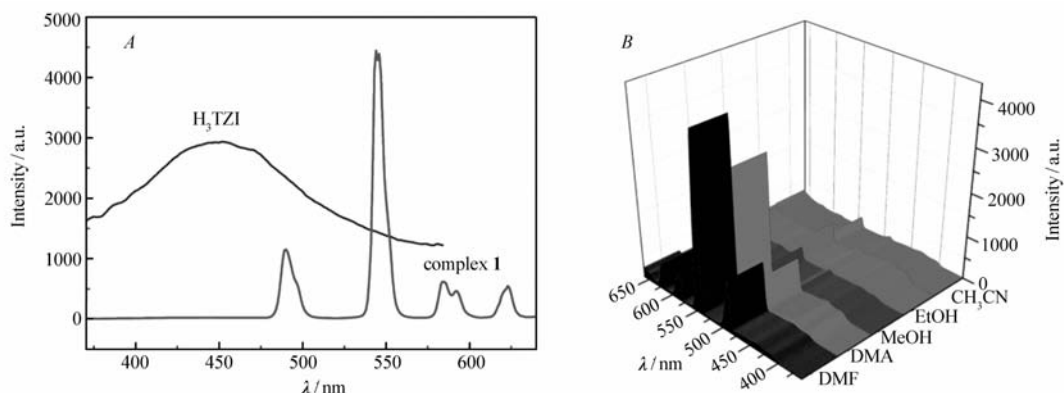 A
5000
4000
3000
2000
1000
0
Intensity / a.u.
H₃TZI
complex 1
400
450
500
550
600
λ / nm
B
4000
3000
2000
1000
0
Intensity / a.u.
650
600
550
500
450
400
λ / nm
CH₃CN
EtOH
MeOH
DMA
DMF